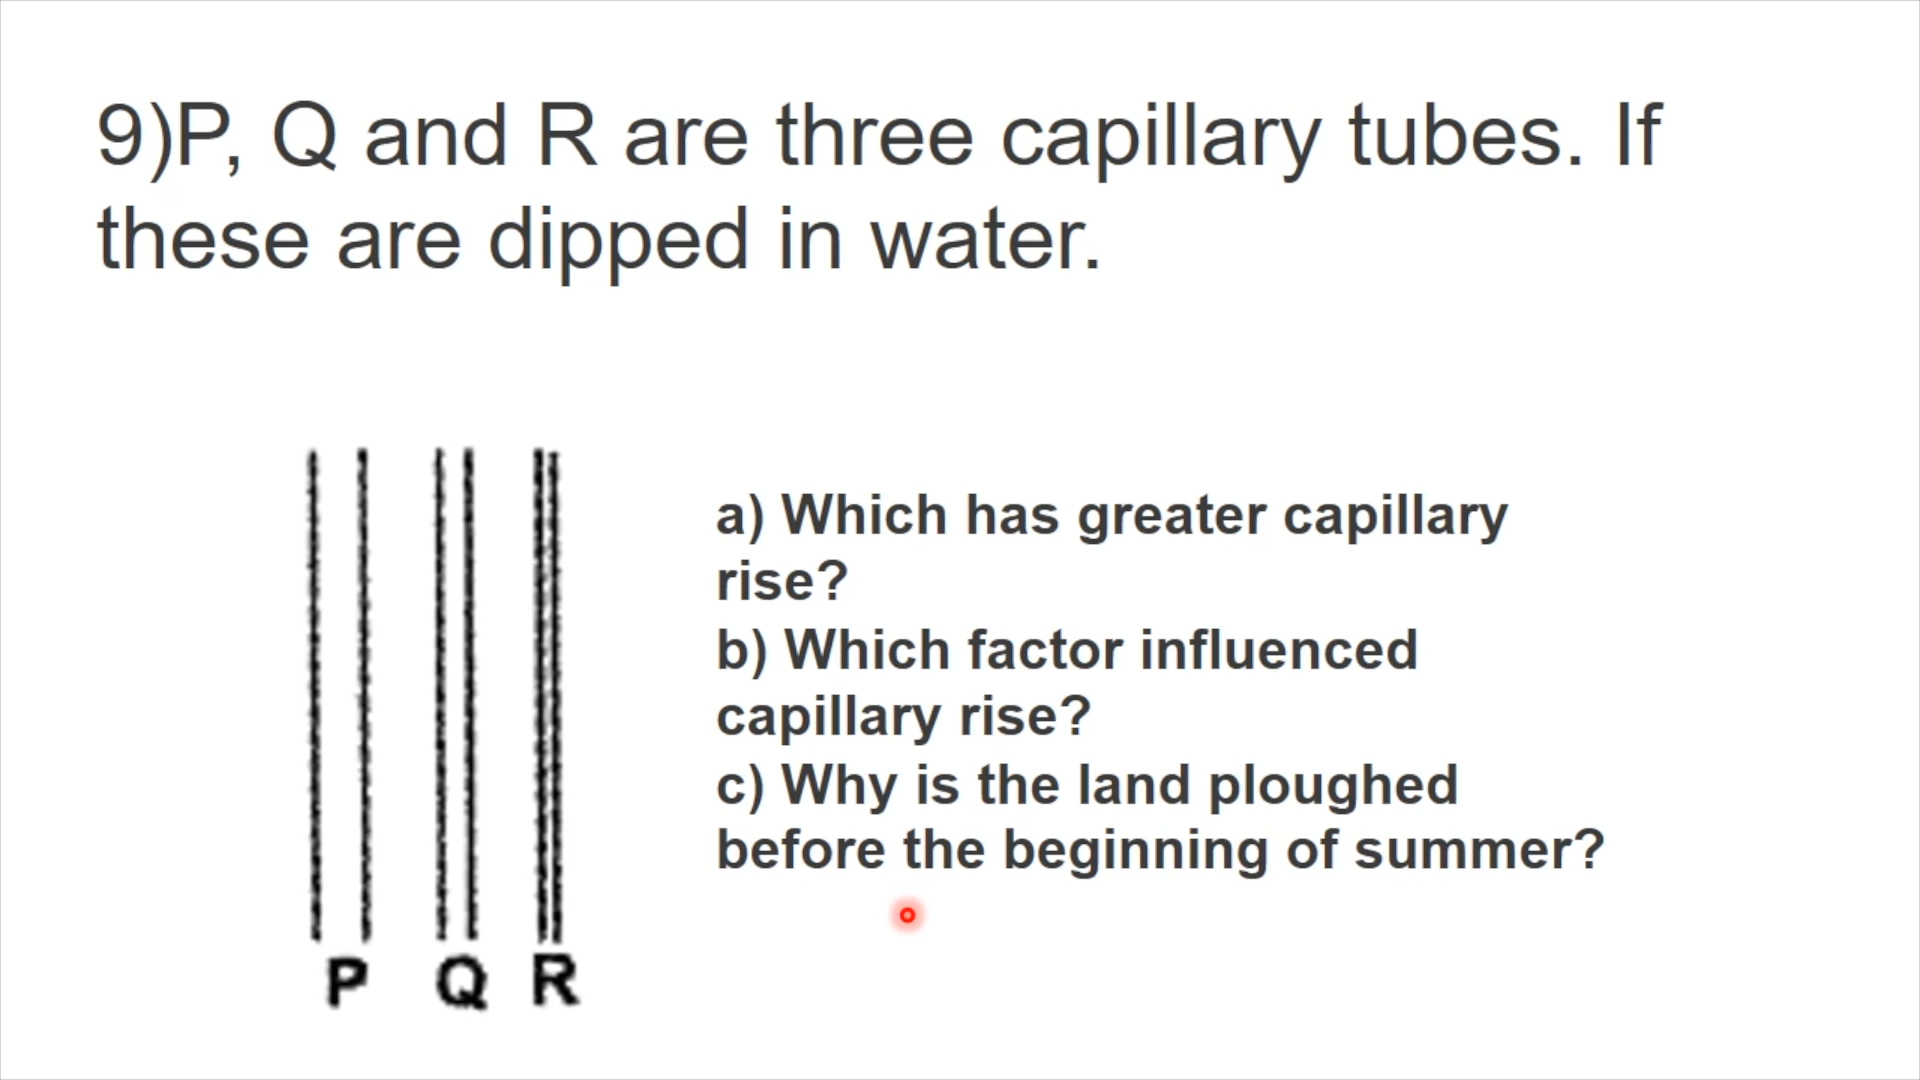 9)P, Q and R are three capillary tubes. If
these are dipped in water.
a) Which has greater capillary
rise?
b) Which factor influenced
capillary rise?
c) Why is the land ploughed
before the beginning of summer?
P Q R